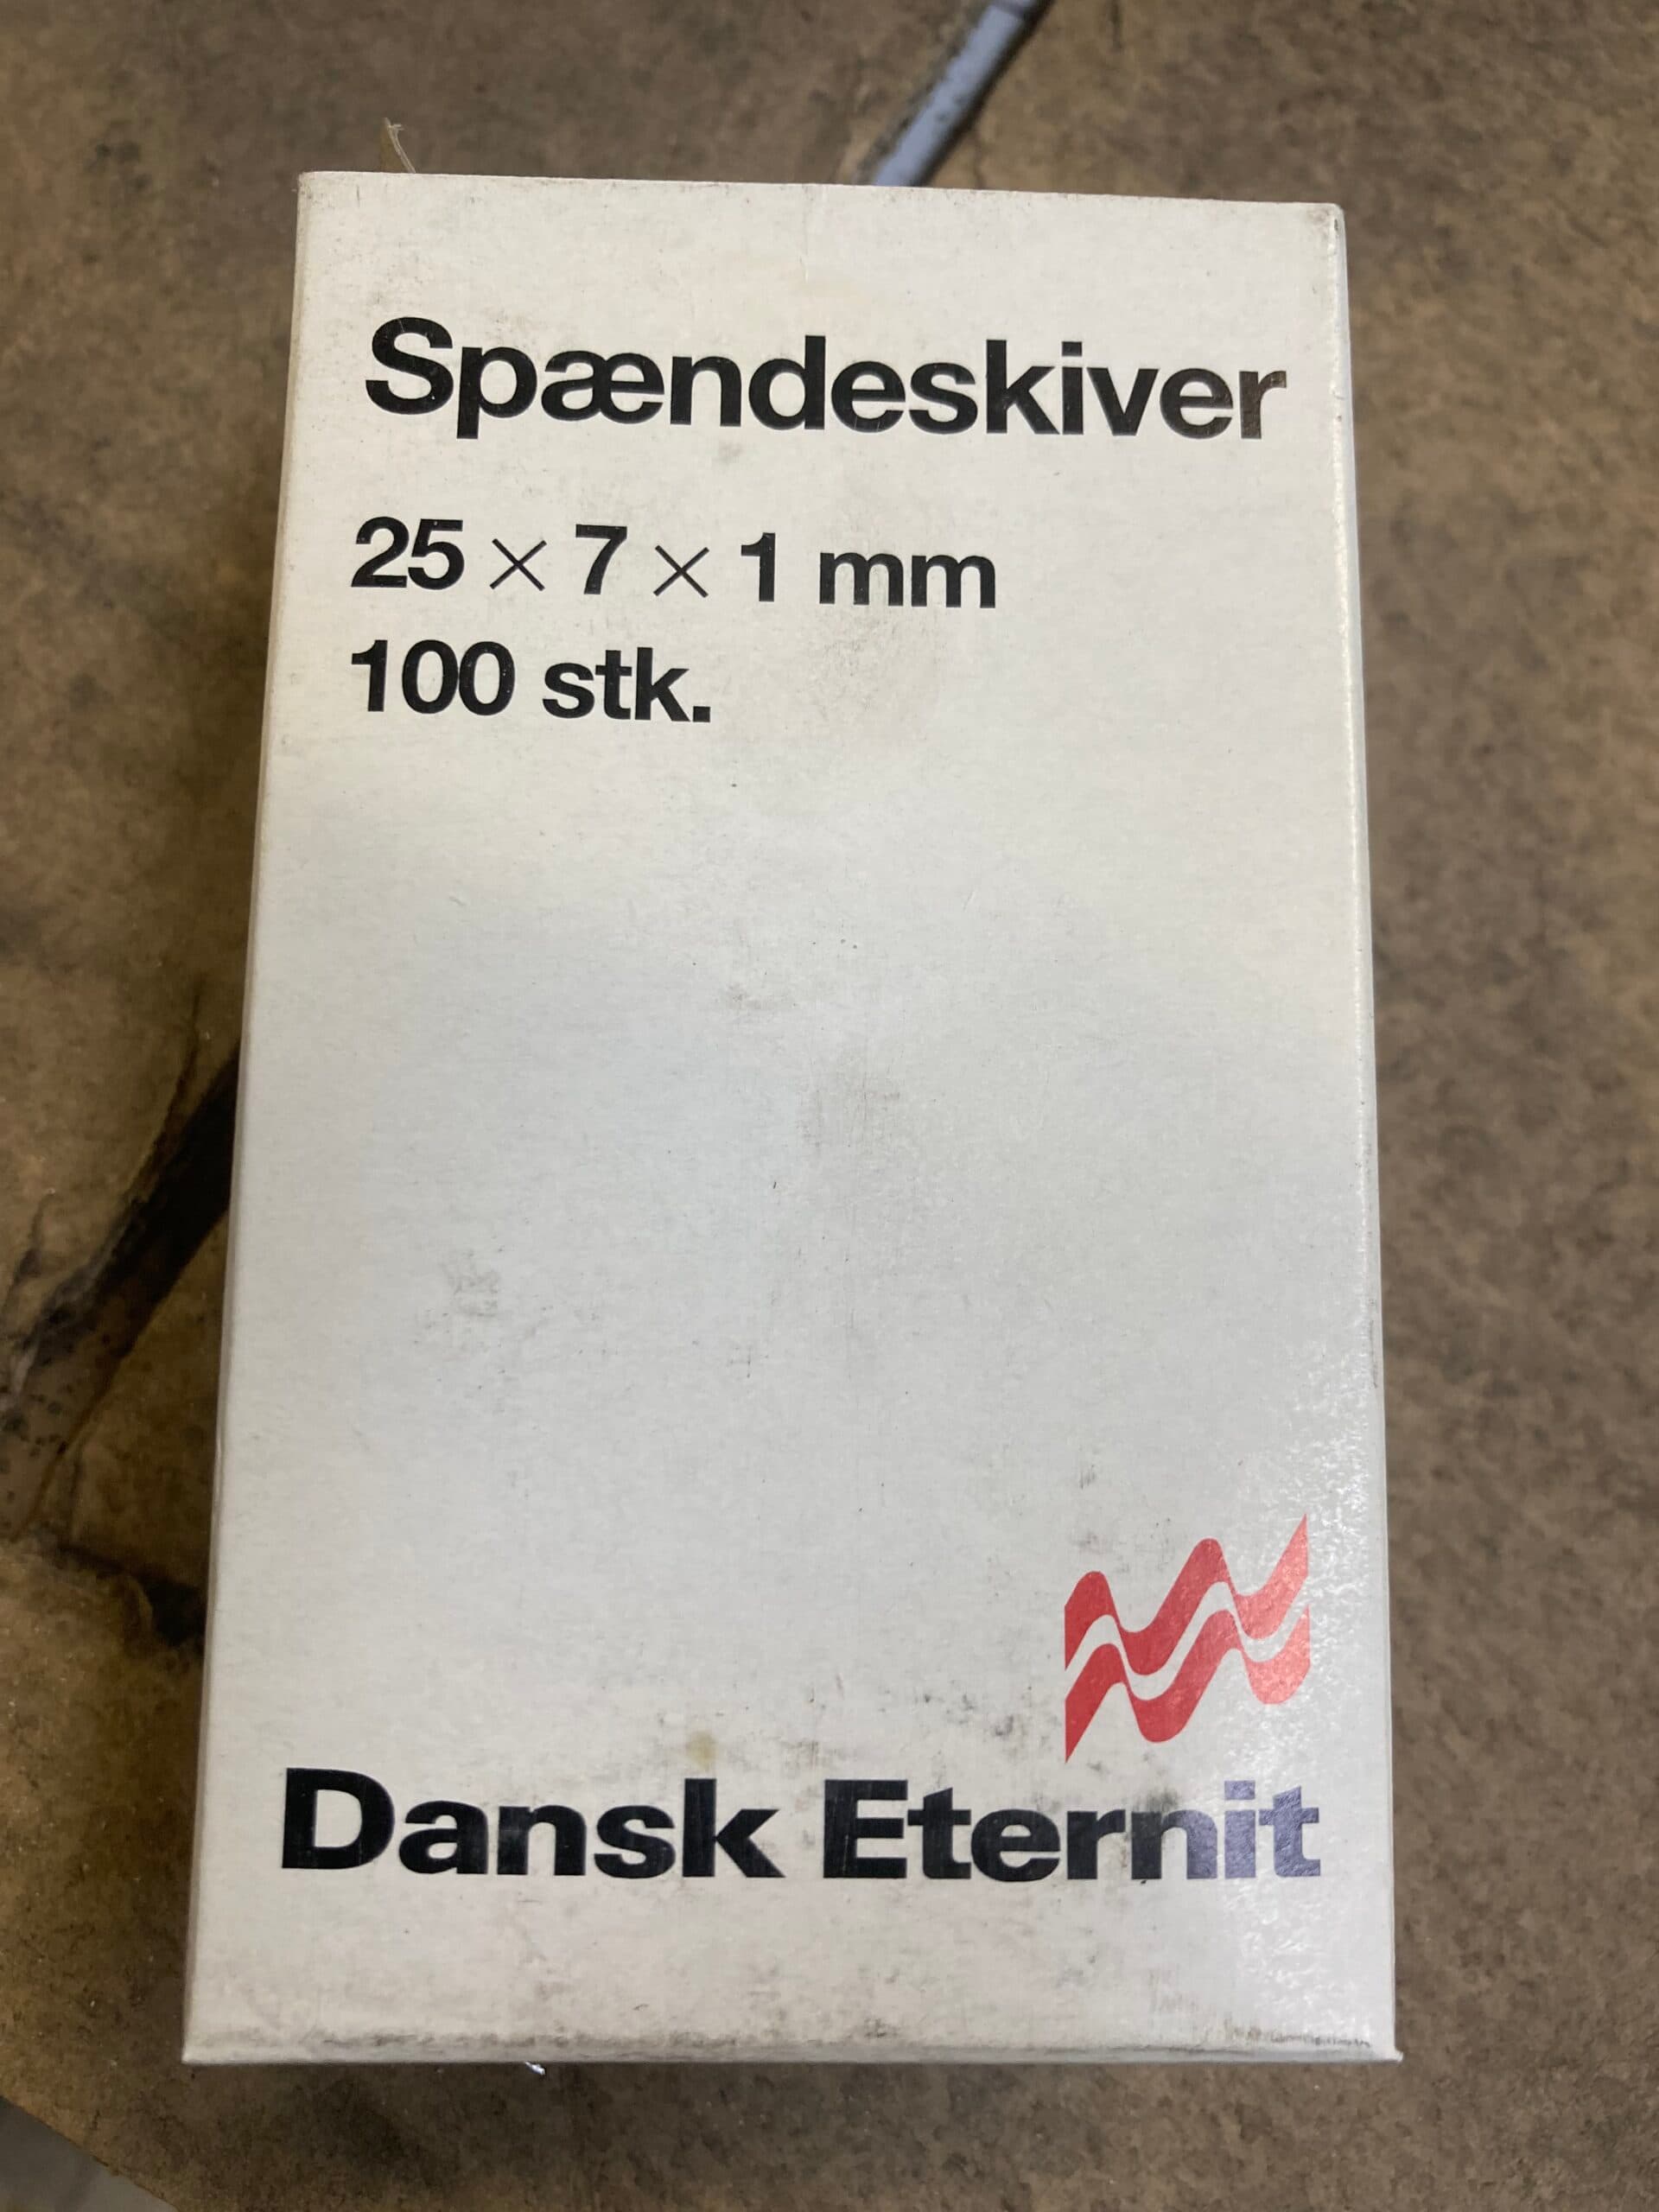 Spændeskiver
25 × 7 × 1 mm
100 stk.
Dansk Eternit